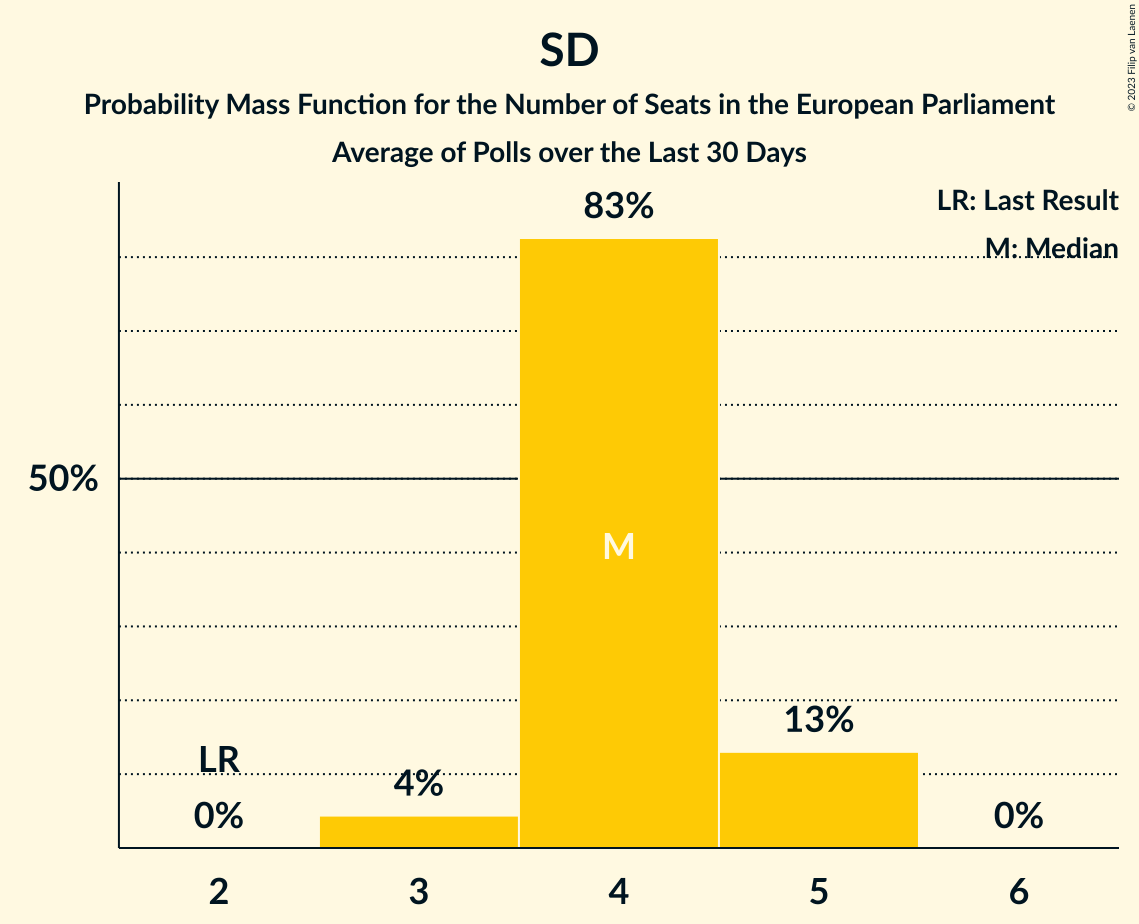 SD
Probability Mass Function for the Number of Seats in the European Parliament
Average of Polls over the Last 30 Days
© 2023 Filip van Laenen
LR: Last Result
M: Median
83%
50%
M
13%
LR
4%
0%
0%
2 3 4 5 6